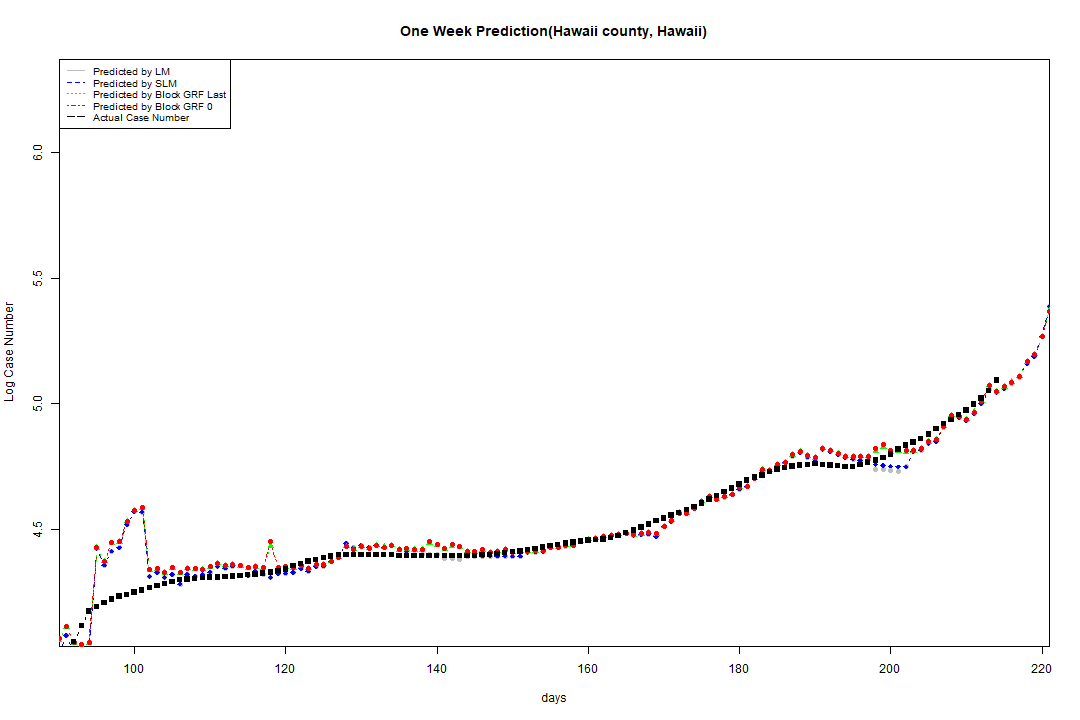 One Week Prediction(Hawaii county, Hawaii)
Predicted by LM
Predicted by SLM
Predicted by Block GRF Last
Predicted by Block GRF 0
Actual Case Number
Log Case Number
6.0
5.5
5.0
4.5
100 120 140 160 180 200 220
days